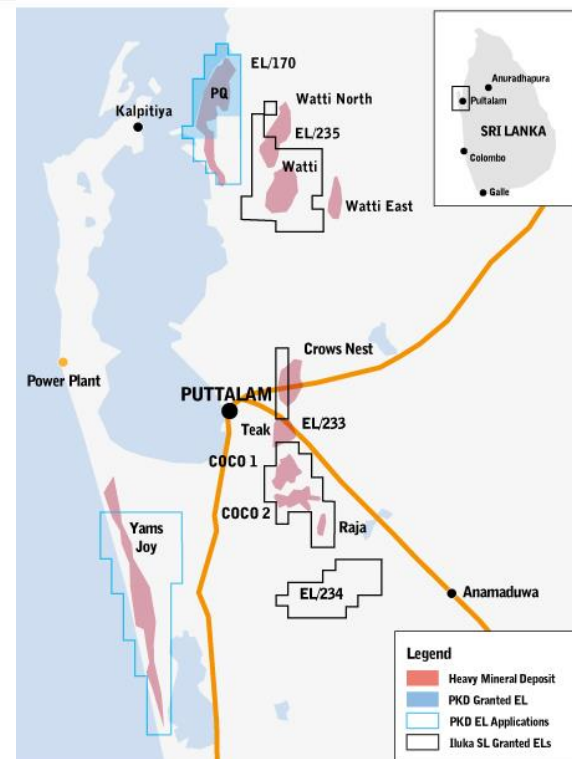 EL/170
PQ
Kalpitiya
Watti North
EL/235
Watti
Watti East
Anuradhapura
Pultalam
SRI LANKA
Colombo
Galle
Crows Nest
Power Plant
PUTTALAM
Teak
EL/233
COCO 1
COCO 2
Raja
Yams
Joy
EL/234
Anamaduwa
Legend
Heavy Mineral Deposit
PKD Granted EL
PKD EL Applications
Iluka SL Granted ELs